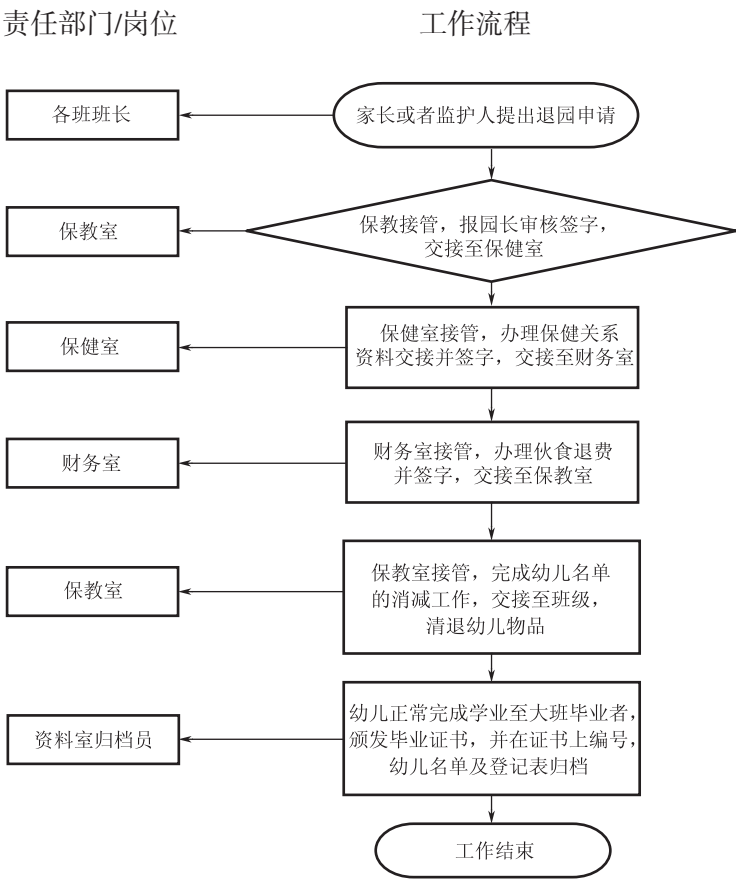 责任部门/岗位
工作流程
各班班长
家长或者监护人提出退园申请
保教室
保教接管，报园长审核签字，
交接至保健室
保健室
保健室接管，办理保健关系
资料交接并签字，交接至财务室
财务室
财务室接管，办理伙食退费
并签字，交接至保教室
保教室
保教室接管，完成幼儿名单
的消减工作，交接至班级，
清退幼儿物品
资料室归档员
幼儿正常完成学业至大班毕业者，
颁发毕业证书，并在证书上编号，
幼儿名单及登记表归档
工作结束